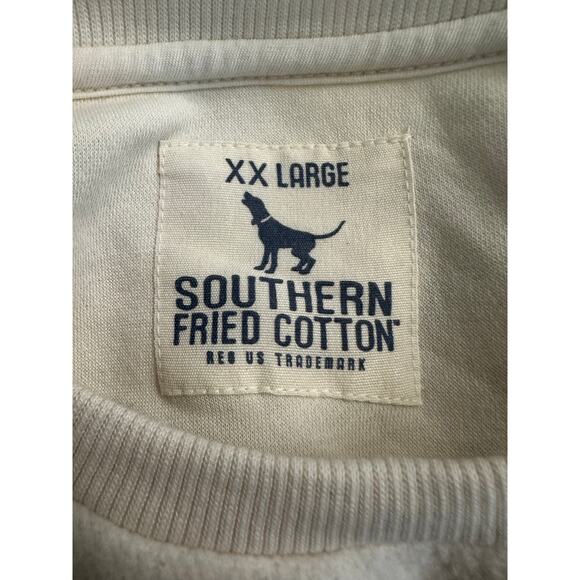 XX LARGE
SOUTHERN
FRIED COTTON
REG US TRADEMARK